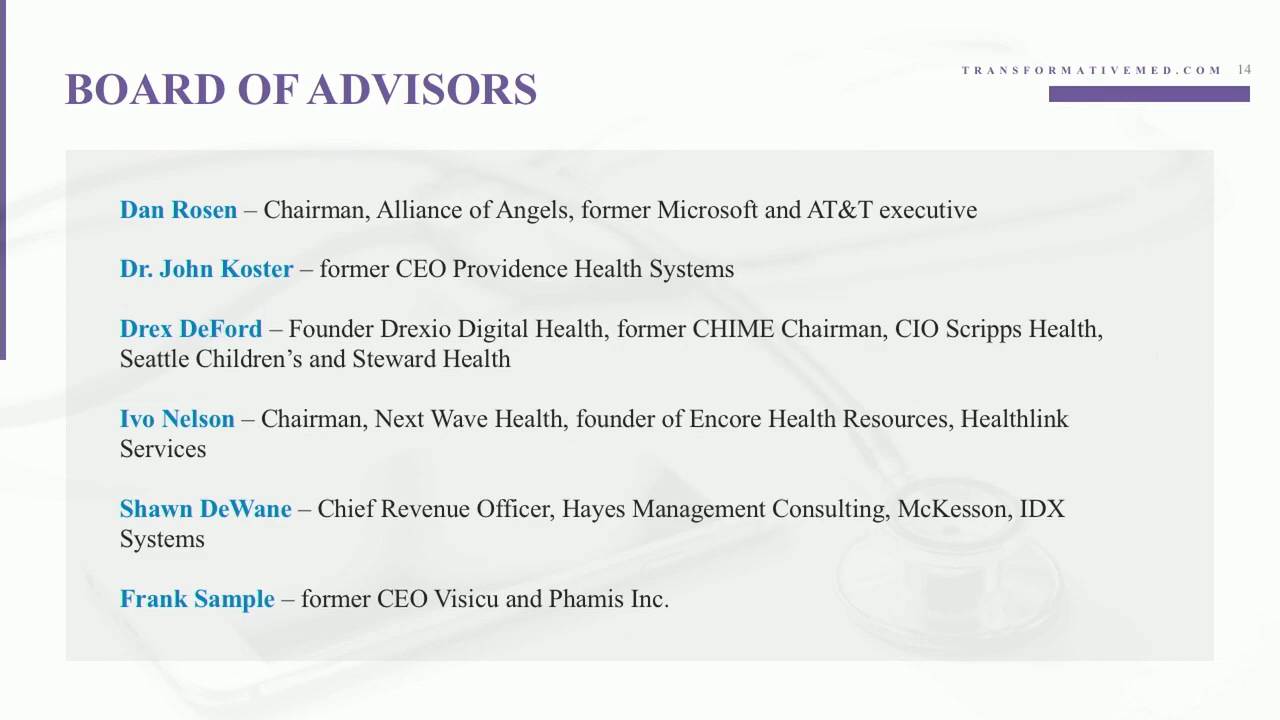 TRANSFORMATIVEMED.COM 14
BOARD OF ADVISORS
Dan Rosen – Chairman, Alliance of Angels, former Microsoft and AT&T executive
Dr. John Koster – former CEO Providence Health Systems
Drex DeFord – Founder Drexio Digital Health, former CHIME Chairman, CIO Scripps Health,
Seattle Children’s and Steward Health
Ivo Nelson – Chairman, Next Wave Health, founder of Encore Health Resources, Healthlink
Services
Shawn DeWane – Chief Revenue Officer, Hayes Management Consulting, McKesson, IDX
Systems
Frank Sample – former CEO Visicu and Phamis Inc.